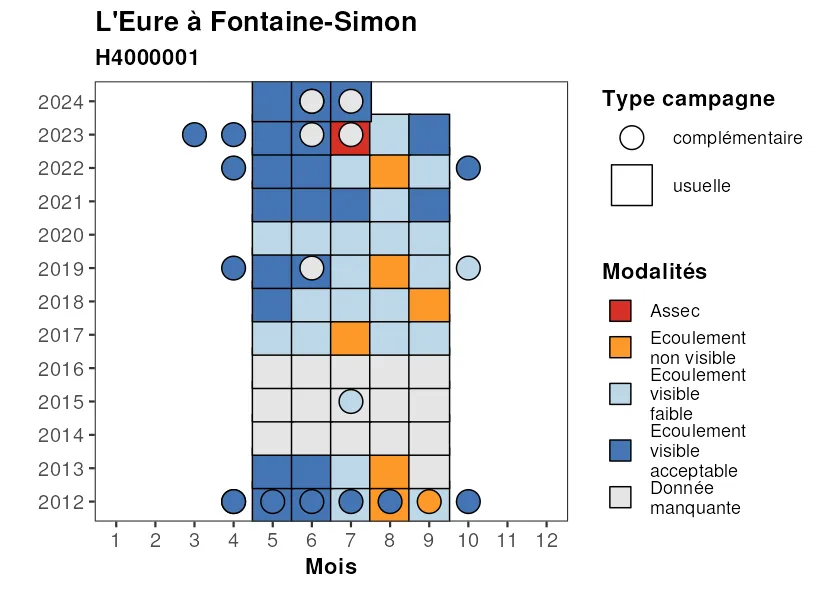 L'Eure à Fontaine-Simon
H4000001
2024
2023
2022
2021
2020
2019
2018
2017
2016
2015
2014
2013
2012
1 2 3 4 5 6 7 8 9 10 11 12
Mois
Type campagne
complémentaire
usuelle
Modalités
Assec
Ecoulement
non visible
Ecoulement
visible
faible
Ecoulement
visible
acceptable
Donnée
manquante